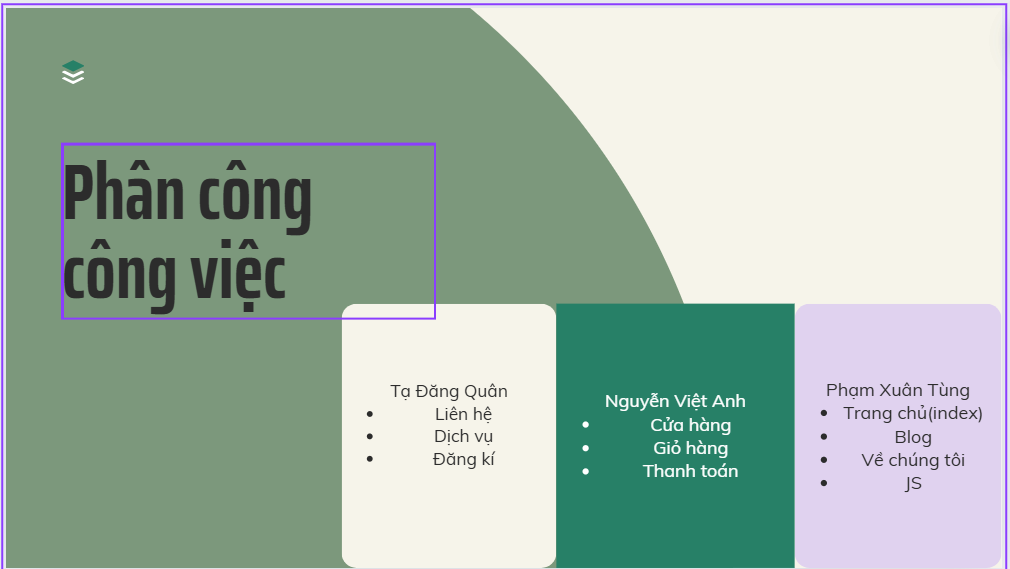 Phân công
công việc
Tạ Đăng Quân
• Liên hệ
• Dịch vụ
• Đăng kí
Nguyễn Việt Anh
• Cửa hàng
• Giỏ hàng
• Thanh toán
Phạm Xuân Tùng
• Trang chủ(index)
• Blog
• Về chúng tôi
• JS